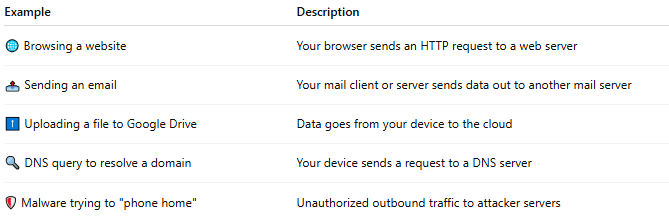 Example Description
Browsing a website Your browser sends an HTTP request to a web server
Sending an email Your mail client or server sends data out to another mail server
Uploading a file to Google Drive Data goes from your device to the cloud
DNS query to resolve a domain Your device sends a request to a DNS server
Malware trying to "phone home" Unauthorized outbound traffic to attacker servers